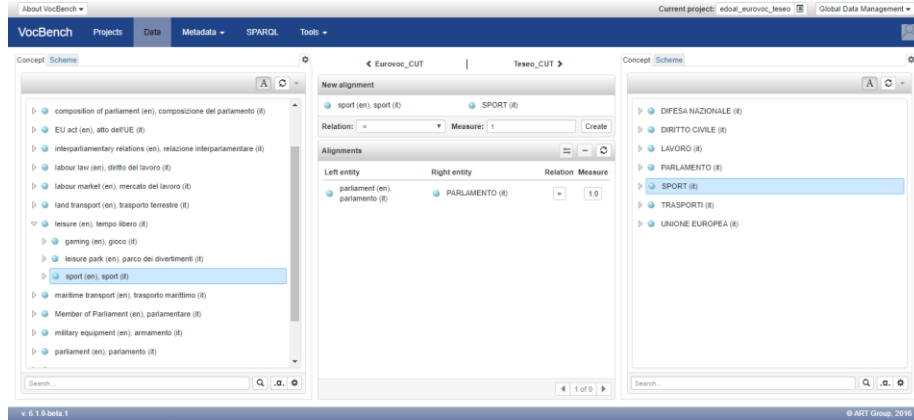 About VocBench
Current project: edoal_eurovoc_teseo
Global Data Management
VocBench Projects Data Metadata SPARQL Tools
Concept Scheme
composition of parliament (en), composizione del parlamento (it)
EU act (en), atto dell'UE (it)
interparliamentary relations (en), relazione interparlamentare (it)
labour law (en), diritto del lavoro (it)
labour market (en), mercato del lavoro (it)
land transport (en), trasporto terrestre (it)
leisure (en), tempo libero (it)
gaming (en), gioco (it)
leisure park (en), parco dei divertimenti (it)
sport (en), sport (it)
maritime transport (en), trasporto marittimo (it)
Member of Parliament (en), parlamentare (it)
military equipment (en), armamento (it)
parliament (en), parlamento (it)
Search... .a.
Eurovoc_CUT | Teseo_CUT
New alignment
sport (en), sport (it) SPORT (it)
Relation: = Measure: 1 Create
Alignments
Left entity Right entity Relation Measure
parliament (en), parlamento (it) PARLAMENTO (it) = 1.0
1 of 0
Concept Scheme
A
DIFESA NAZIONALE (it)
DIRITTO CIVILE (it)
LAVORO (it)
PARLAMENTO (it)
SPORT (it)
TRASPORTI (it)
UNIONE EUROPEA (it)
Search... .a.
v. 6.1.0-beta.1
© ART Group, 2016